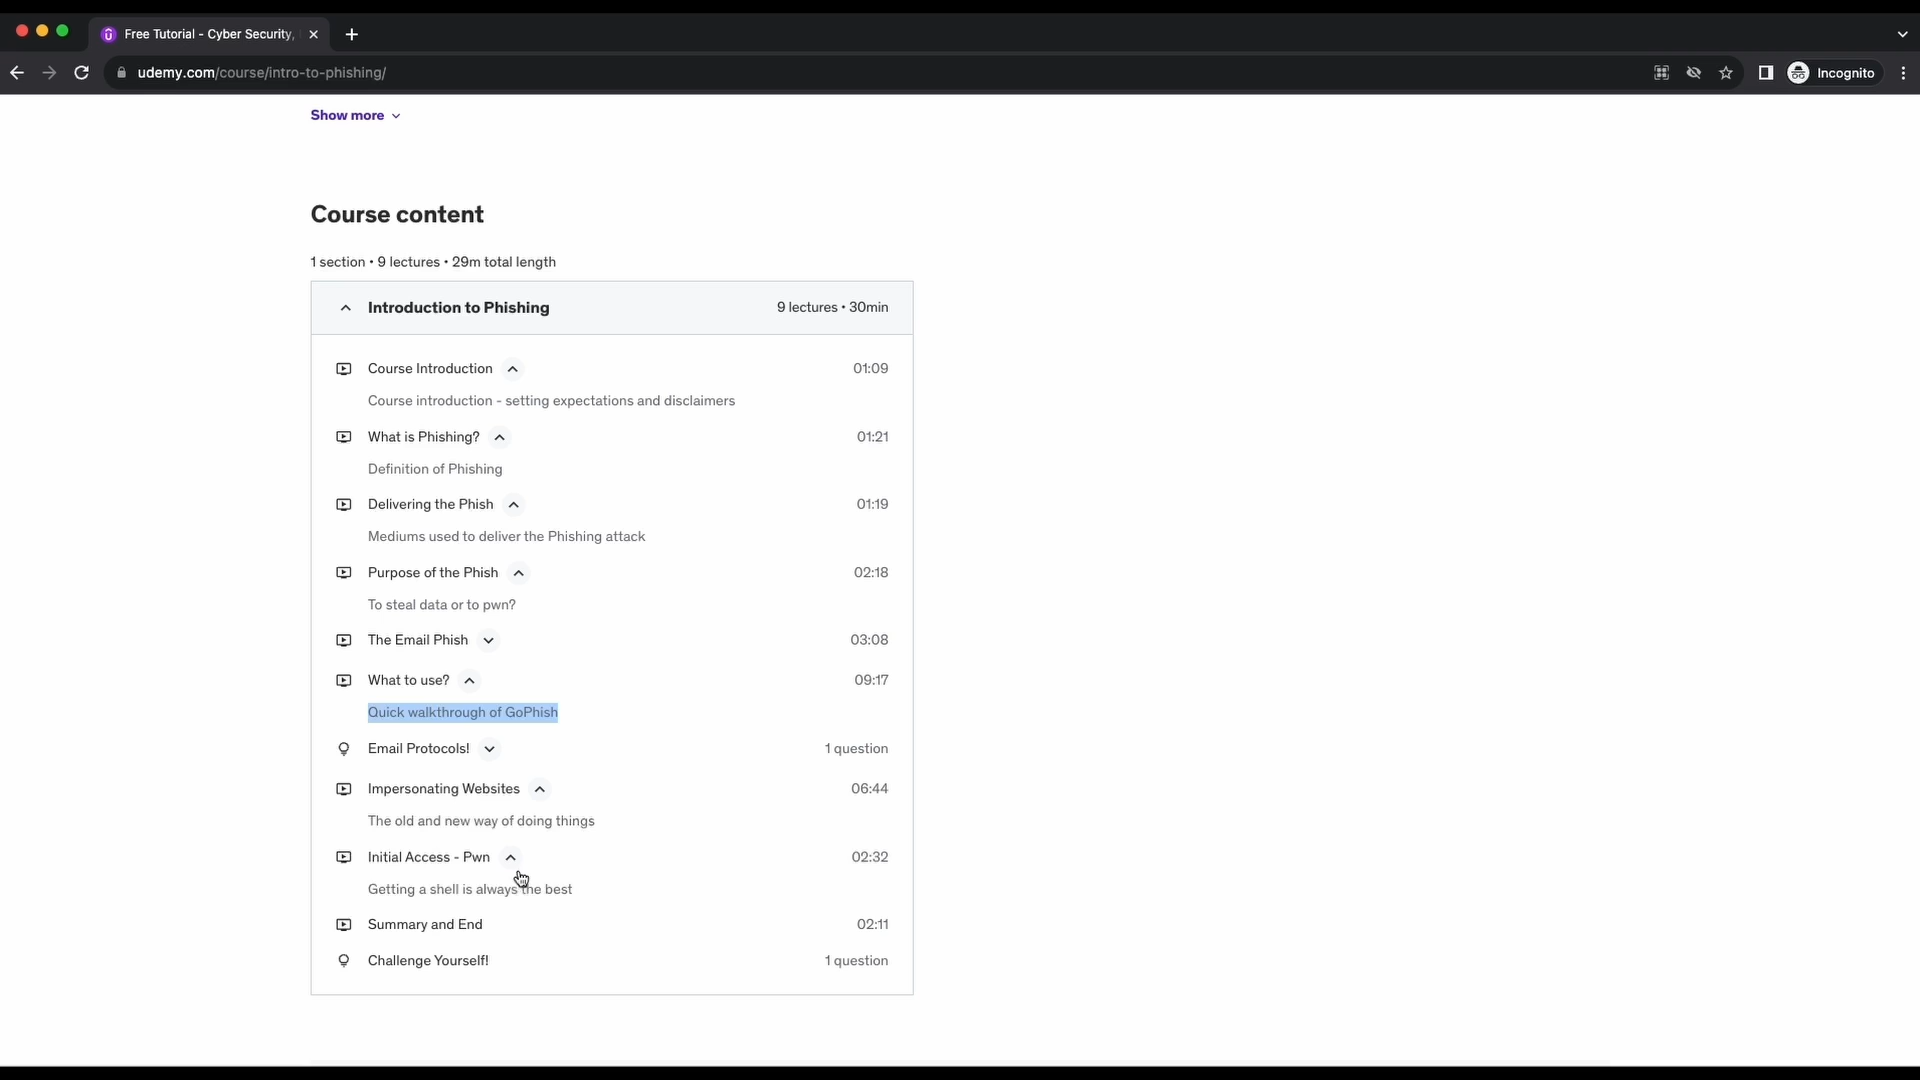 Free Tutorial - Cyber Security,
udemy.com/course/intro-to-phishing/
Incognito
Show more
Course content
1 section • 9 lectures • 29m total length
Introduction to Phishing 9 lectures • 30min
Course Introduction 01:09
Course introduction - setting expectations and disclaimers
What is Phishing? 01:21
Definition of Phishing
Delivering the Phish 01:19
Mediums used to deliver the Phishing attack
Purpose of the Phish 02:18
To steal data or to pwn?
The Email Phish 03:08
What to use? 09:17
Quick walkthrough of GoPhish
Email Protocols! 1 question
Impersonating Websites 06:44
The old and new way of doing things
Initial Access - Pwn 02:32
Getting a shell is always the best
Summary and End 02:11
Challenge Yourself! 1 question